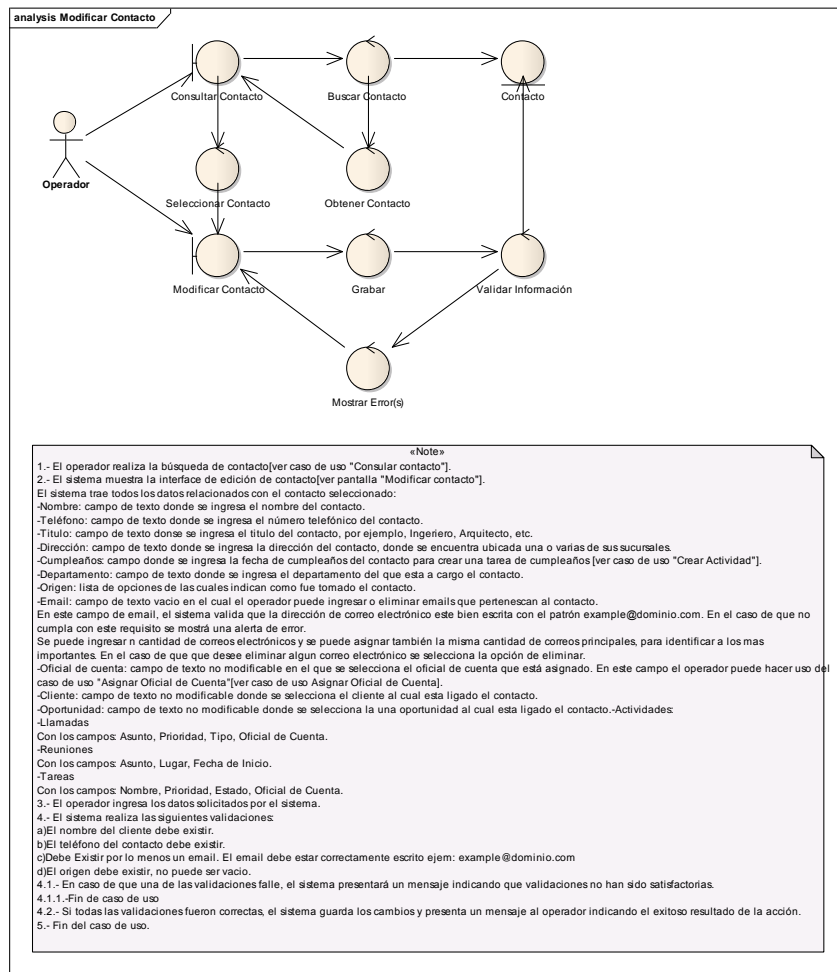 analysis Modificar Contacto
Consultar Contacto
Buscar Contacto
Contacto
Operador
Seleccionar Contacto
Obtener Contacto
Modificar Contacto
Grabar
Validar Información
Mostrar Error(s)
«Note»
1.- El operador realiza la búsqueda de contacto[ver caso de uso "Consular contacto"].
2.- El sistema muestra la interface de edición de contacto[ver pantalla "Modificar contacto"].
El sistema trae todos los datos relacionados con el contacto seleccionado:
-Nombre: campo de texto donde se ingresa el nombre del contacto.
-Teléfono: campo de texto donde se ingresa el número telefónico del contacto.
-Titulo: campo de texto donse se ingresa el titulo del contacto, por ejemplo, Ingeriero, Arquitecto, etc.
-Dirección: campo de texto donde se ingresa la dirección del contacto, donde se encuentra ubicada una o varias de sus sucursales.
-Cumpleaños: campo donde se ingresa la fecha de cumpleaños del contacto para crear una tarea de cumpleaños [ver caso de uso "Crear Actividad"].
-Departamento: campo de texto donde se ingresa el departamento del que esta a cargo el contacto.
-Origen: lista de opciones de las cuales indican como fue tomado el contacto.
-Email: campo de texto vacio en el cual el operador puede ingresar o eliminar emails que pertenescan al contacto.
En este campo de email, el sistema valida que la dirección de correo electrónico este bien escrita con el patrón example@dominio.com. En el caso de que no
cumpla con este requisito se mostrá una alerta de error.
Se puede ingresar n cantidad de correos electrónicos y se puede asignar también la misma cantidad de correos principales, para identificar a los mas
importantes. En el caso de que que desee eliminar algun correo electrónico se selecciona la opción de eliminar.
-Oficial de cuenta: campo de texto no modificable en el que se selecciona el oficial de cuenta que está asignado. En este campo el operador puede hacer uso del
caso de uso "Asignar Oficial de Cuenta"[ver caso de uso Asignar Oficial de Cuenta].
-Cliente: campo de texto no modificable donde se selecciona el cliente al cual esta ligado el contacto.
-Oportunidad: campo de texto no modificable donde se selecciona la una oportunidad al cual esta ligado el contacto.-Actividades:
-Llamadas
Con los campos: Asunto, Prioridad, Tipo, Oficial de Cuenta.
-Reuniones
Con los campos: Asunto, Lugar, Fecha de Inicio.
-Tareas
Con los campos: Nombre, Prioridad, Estado, Oficial de Cuenta.
3.- El operador ingresa los datos solicitados por el sistema.
4.- El sistema realiza las siguientes validaciones:
a)El nombre del cliente debe existir.
b)El teléfono del contacto debe existir.
c)Debe Existir por lo menos un email. El email debe estar correctamente escrito ejem: example@dominio.com
d)El origen debe existir, no puede ser vacio.
4.1.- En caso de que una de las validaciones falle, el sistema presentará un mensaje indicando que validaciones no han sido satisfactorias.
4.1.1.-Fin de caso de uso
4.2.- Si todas las validaciones fueron correctas, el sistema guarda los cambios y presenta un mensaje al operador indicando el exitoso resultado de la acción.
5.- Fin del caso de uso.